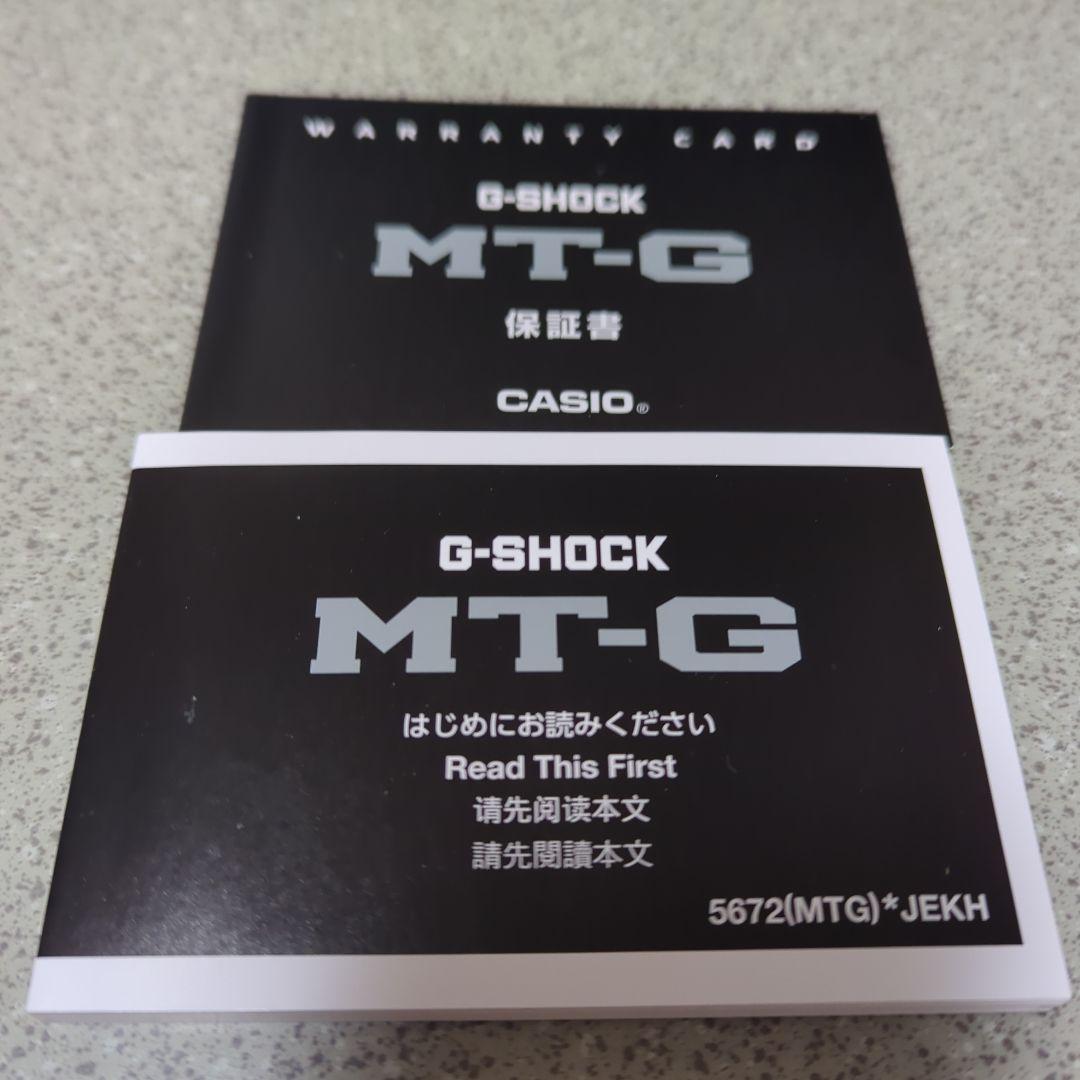 WARRANTY CARD
G-SHOCK
MT-G
保証書
CASIO®
G-SHOCK
MT-G
はじめにお読みください
Read This First
请先阅读本文
請先閱讀本文
5672(MTG)*JEKH